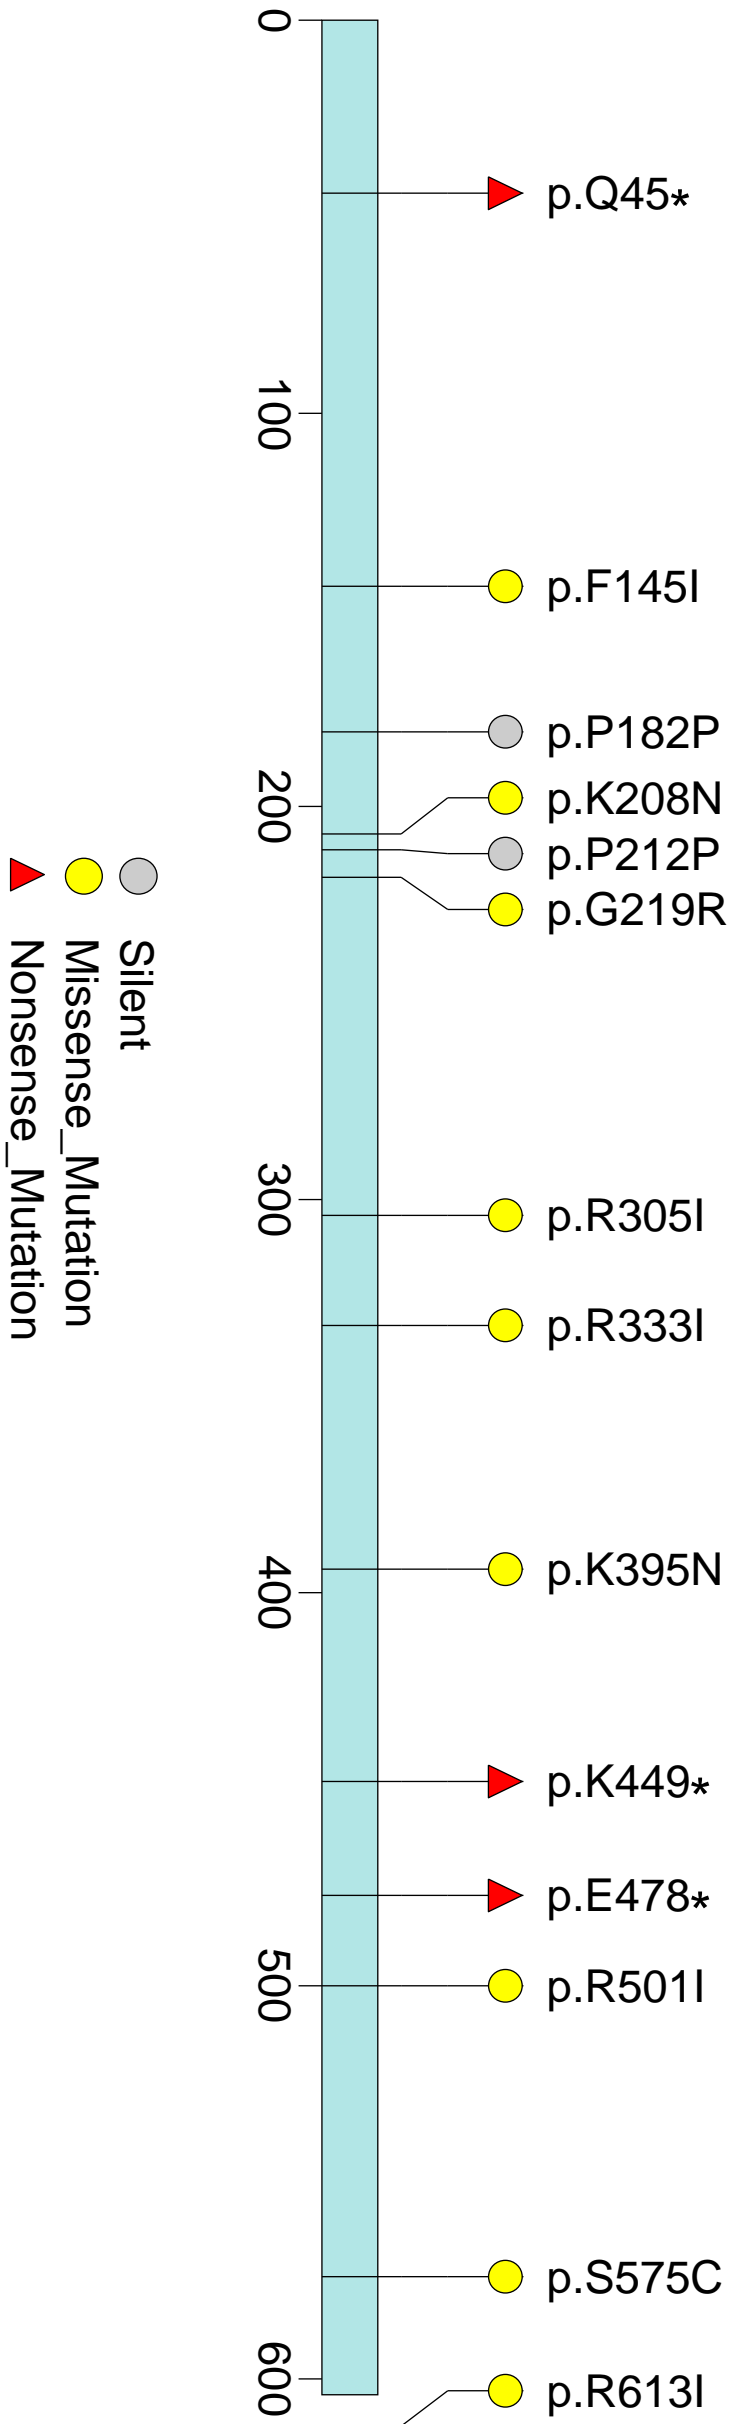 p.Q45*
p.F145I
p.P182P
p.K208N
p.P212P
p.G219R
p.R305I
p.R333I
p.K395N
p.K449*
p.E478*
p.R501I
p.S575C
p.R613I
0
100
200
300
400
500
600
Silent
Missense_Mutation
Nonsense_Mutation